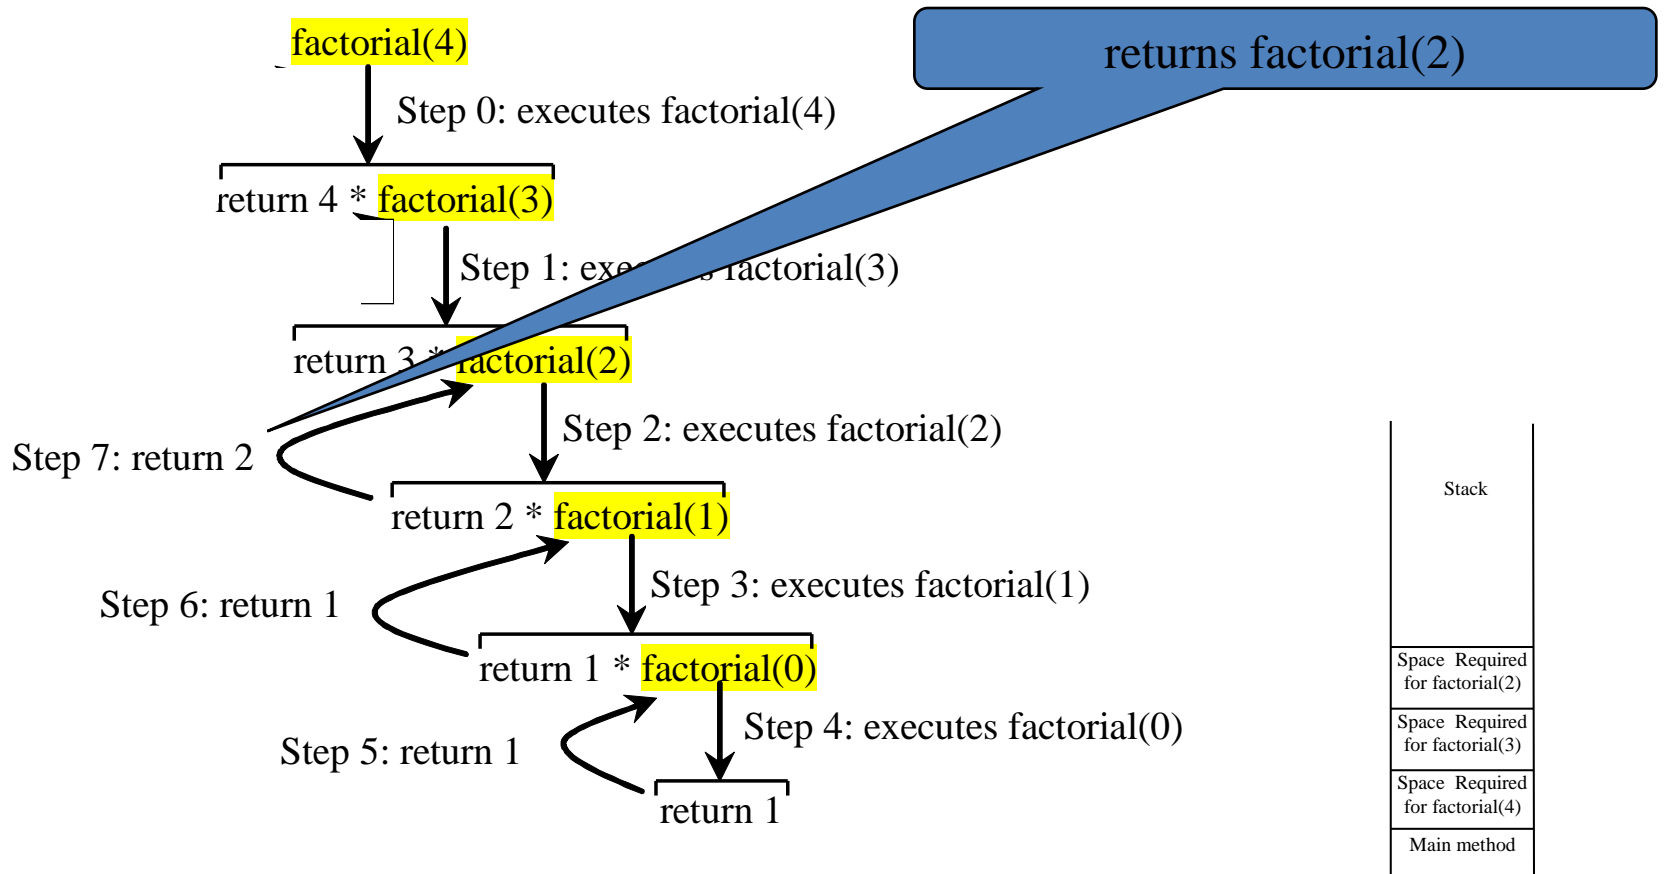 factorial(4)
returns factorial(2)
Step 0: executes factorial(4)
return 4 * factorial(3)
Step 1: executes factorial(3)
return 3 * factorial(2)
Step 2: executes factorial(2)
Step 7: return 2
return 2 * factorial(1)
Step 3: executes factorial(1)
Step 6: return 1
return 1 * factorial(0)
Step 4: executes factorial(0)
Step 5: return 1
return 1
Stack
Space Required
for factorial(2)
Space Required
for factorial(3)
Space Required
for factorial(4)
Main method